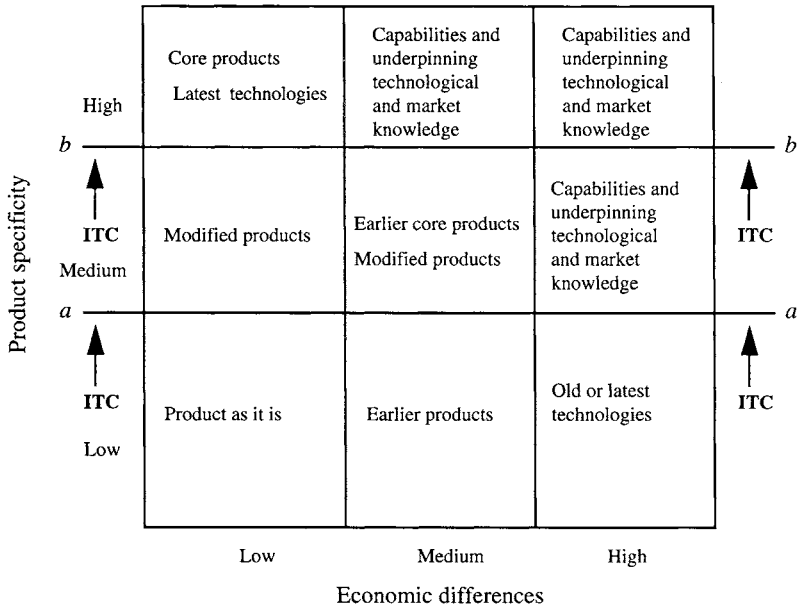 Product specificity
High
Core products
Latest technologies
Capabilities and
underpinning
technological
and market
knowledge
Capabilities and
underpinning
technological
and market
knowledge
b
b
ITC
Medium
Modified products
Earlier core products
Modified products
Capabilities and
underpinning
technological
and market
knowledge
ITC
a
a
ITC
Low
Product as it is
Earlier products
Old or latest
technologies
ITC
Low
Medium
High
Economic differences